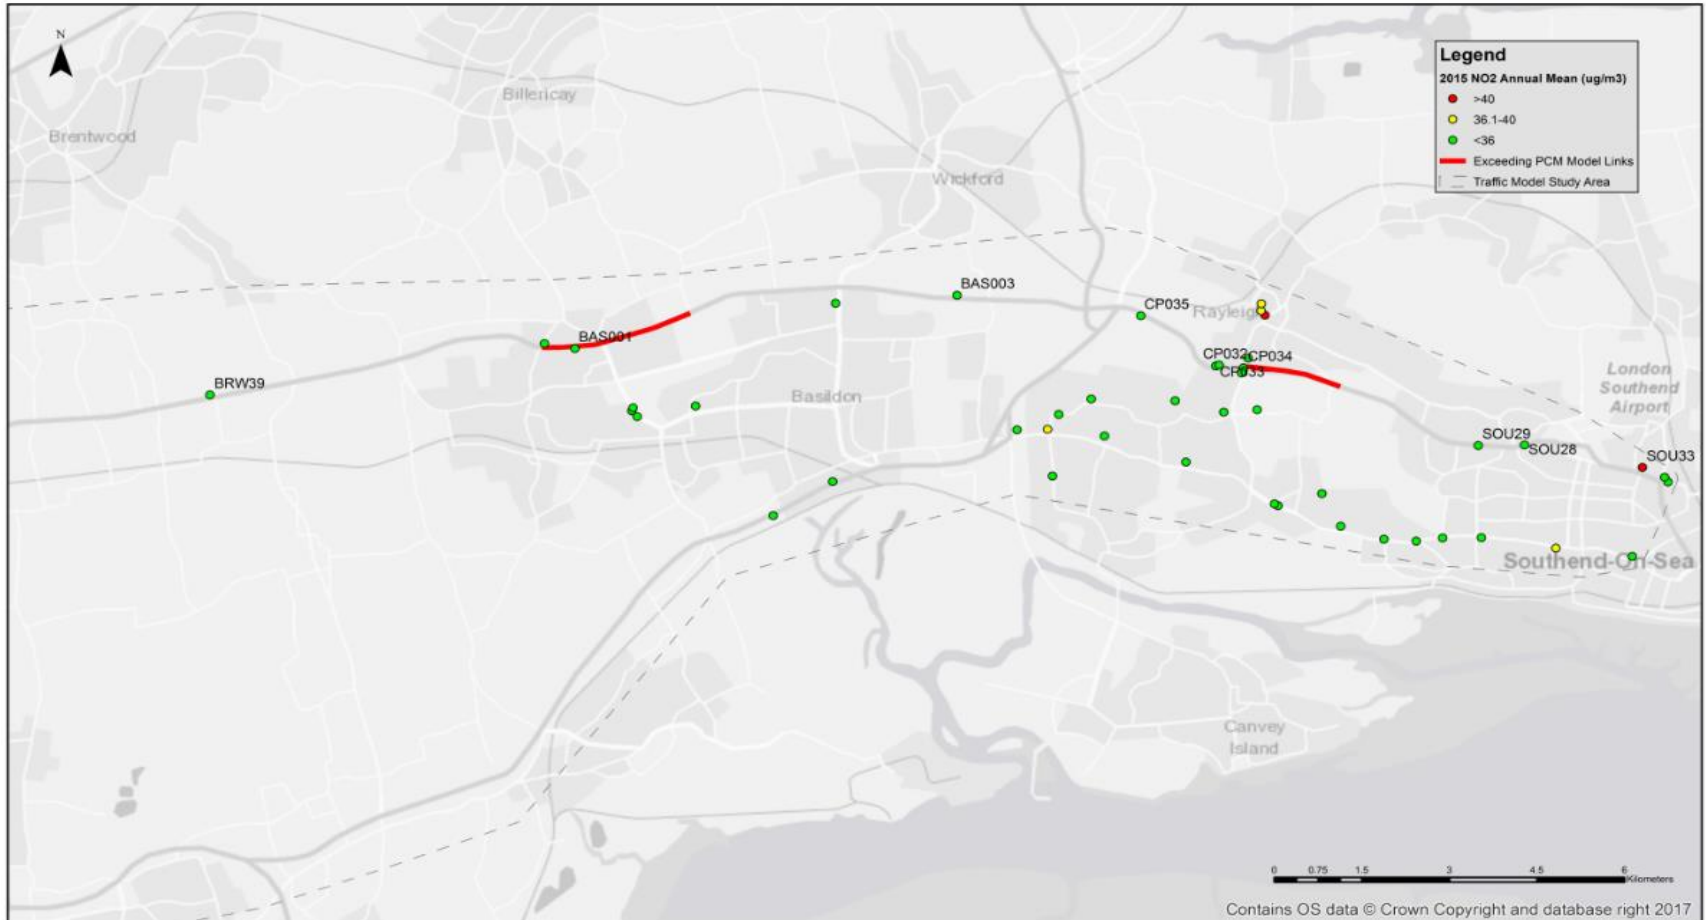 N
Legend
2015 NO2 Annual Mean (ug/m3)
>40
36.1-40
<36
Exceeding PCM Model Links
Traffic Model Study Area
Billericay
Brentwood
Wickford
BAS003
CP035
Rayleigh
BAS001
CP032
CP034
CP033
BRW39
Basildon
London
Southend
Airport
SOU29
SOU28
SOU33
Southend-On-Sea
Canvey
Island
0 0.75 1.5 3 4.5 6
Kilometers
Contains OS data © Crown Copyright and database right 2017